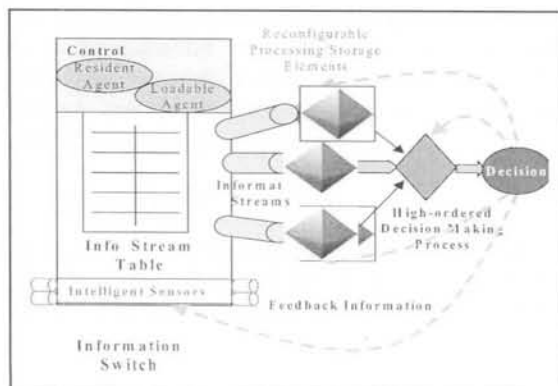 Reconfigurable
Processing Storage
Elements
Control
Resident
Agent
Loadable
Agent
Informat
Streams
Info Stream
Table
Intelligent Sensors
Decision
High-ordered
Decision Making
Process
Feedback Information
Information
Switch